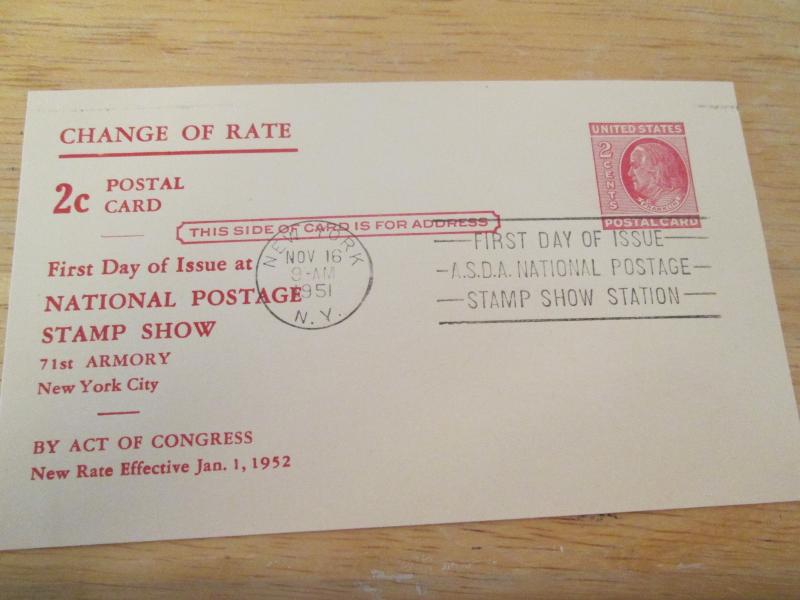 CHANGE OF RATE
2c POSTAL
CARD
THIS SIDE OF CARD IS FOR ADDRESS
First Day of Issue at
NATIONAL POSTAGE
STAMP SHOW
71st ARMORY
New York City
BY ACT OF CONGRESS
New Rate Effective Jan. 1, 1952
NEW YORK
NOV 16
9-AM
1951
N. Y.
UNITED STATES
2 CENTS
FRANKLIN
POSTAL CARD
FIRST DAY OF ISSUE
A.S.D.A. NATIONAL POSTAGE
STAMP SHOW STATION